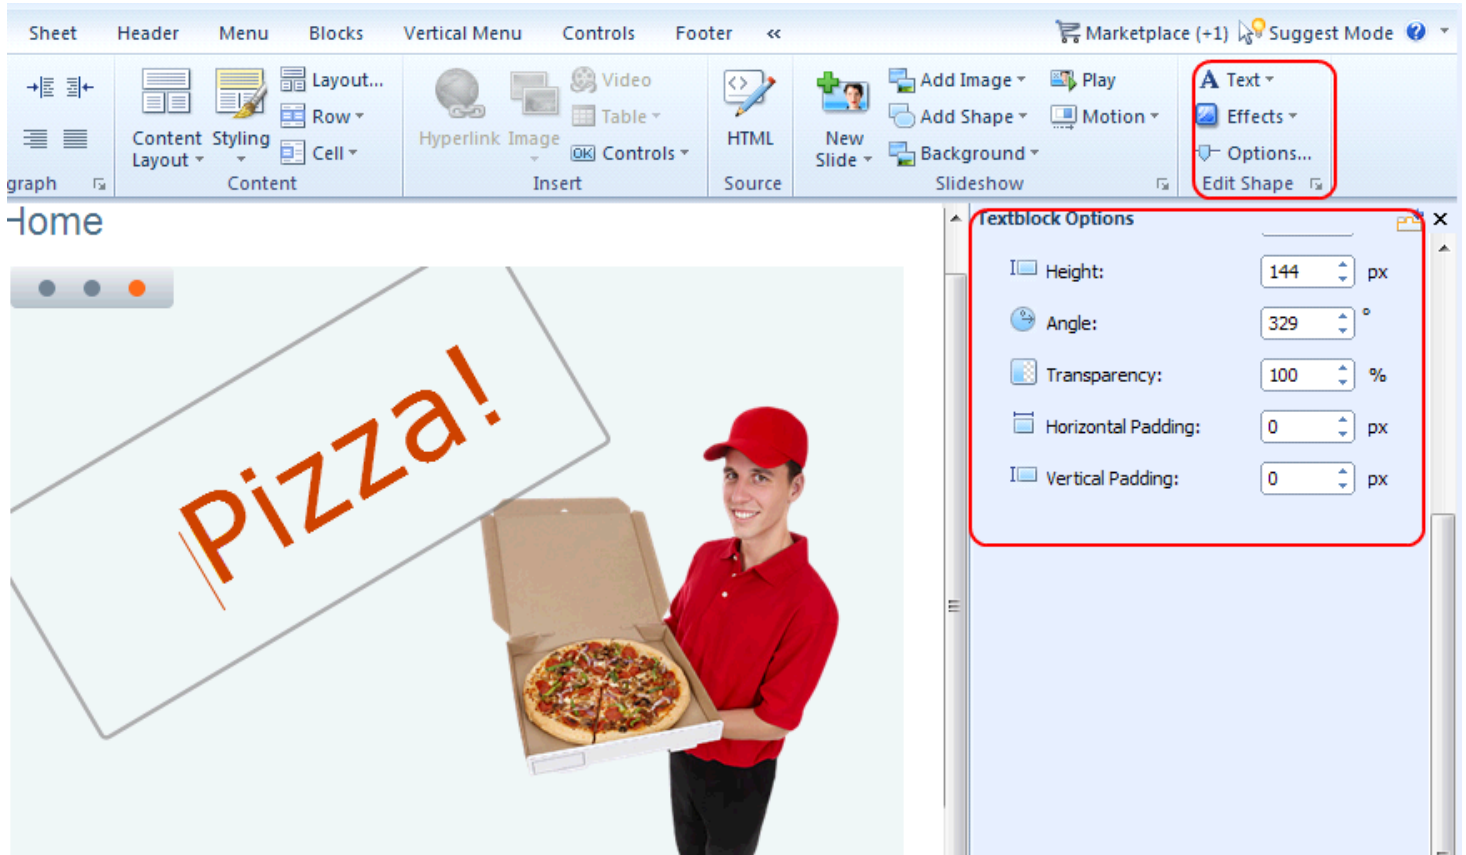 Sheet Header Menu Blocks Vertical Menu Controls Footer « Marketplace (+1) Suggest Mode
Layout... Video Add Image Play A Text
Row Table Add Shape Motion Effects
Content Layout Styling Cell Hyperlink Image OK Controls HTML New Slide Background Options...
graph Content Insert Source Slideshow Edit Shape
Home
Textblock Options
Height: 144 px
Angle: 329 °
Transparency: 100 %
Horizontal Padding: 0 px
Vertical Padding: 0 px
Pizza!